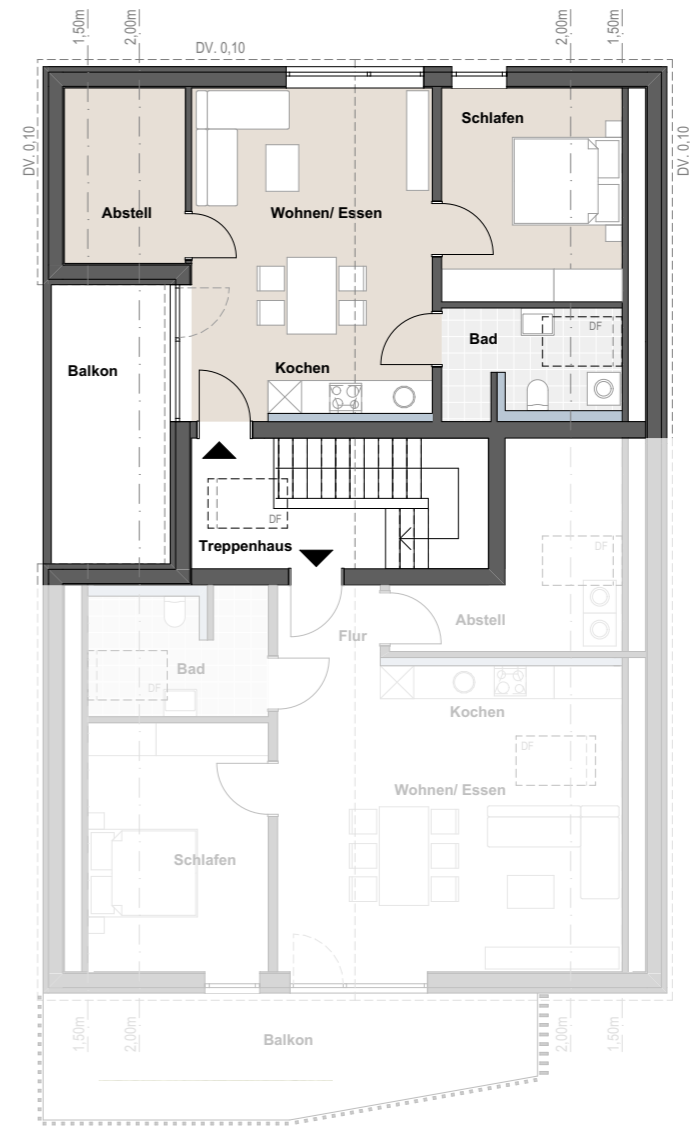 1,50m
2,00m
2,00m
1,50m
DV. 0,10
DV. 0,10
DV. 0,10
Schlafen
Abstell
Wohnen/ Essen
DF
Bad
Balkon
Kochen
DF
Treppenhaus
DF
Flur
Abstell
Bad
DF
Kochen
DF
Wohnen/ Essen
Schlafen
1,50m
2,00m
2,00m
1,50m
Balkon